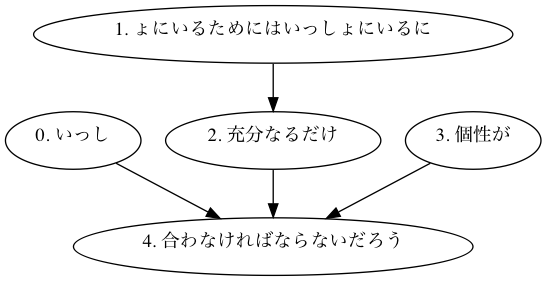 1. ょにいるためにはいっしょにいるに
0. いっし
2. 充分なるだけ
3. 個性が
4. 合わなければならないだろう